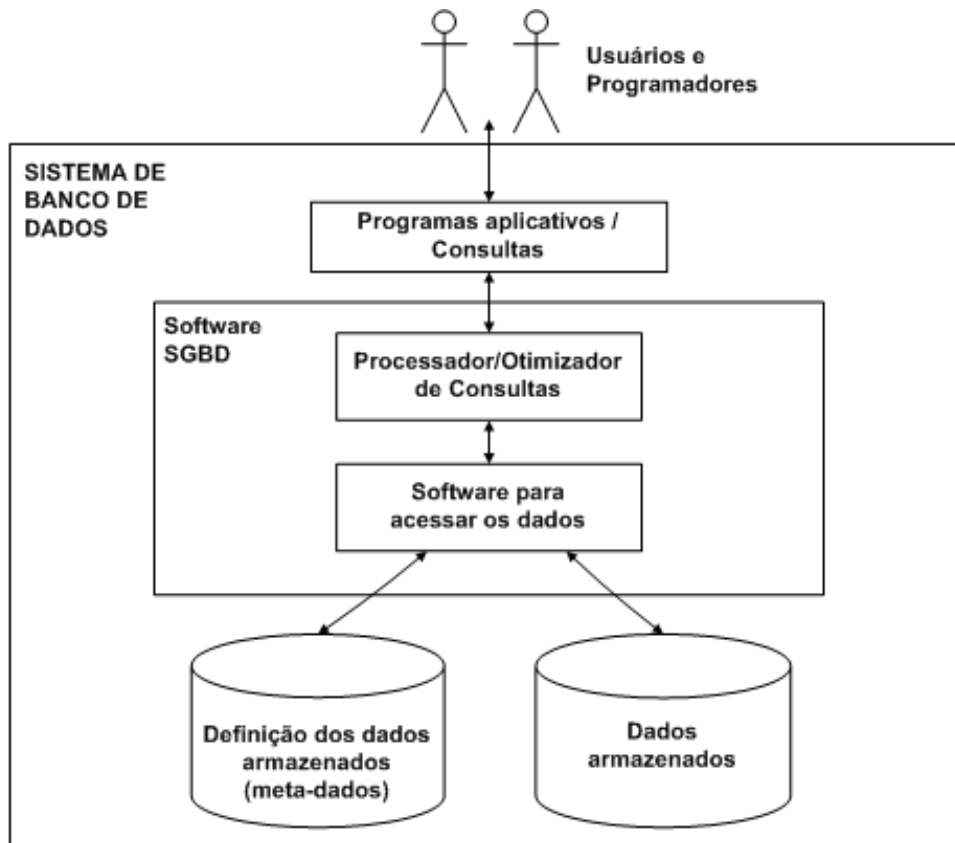 Usuários e
Programadores
SISTEMA DE
BANCO DE
DADOS
Programas aplicativos /
Consultas
Software
SGBD
Processador/Otimizador
de Consultas
Software para
acessar os dados
Definição dos dados
armazenados
(meta-dados)
Dados
armazenados